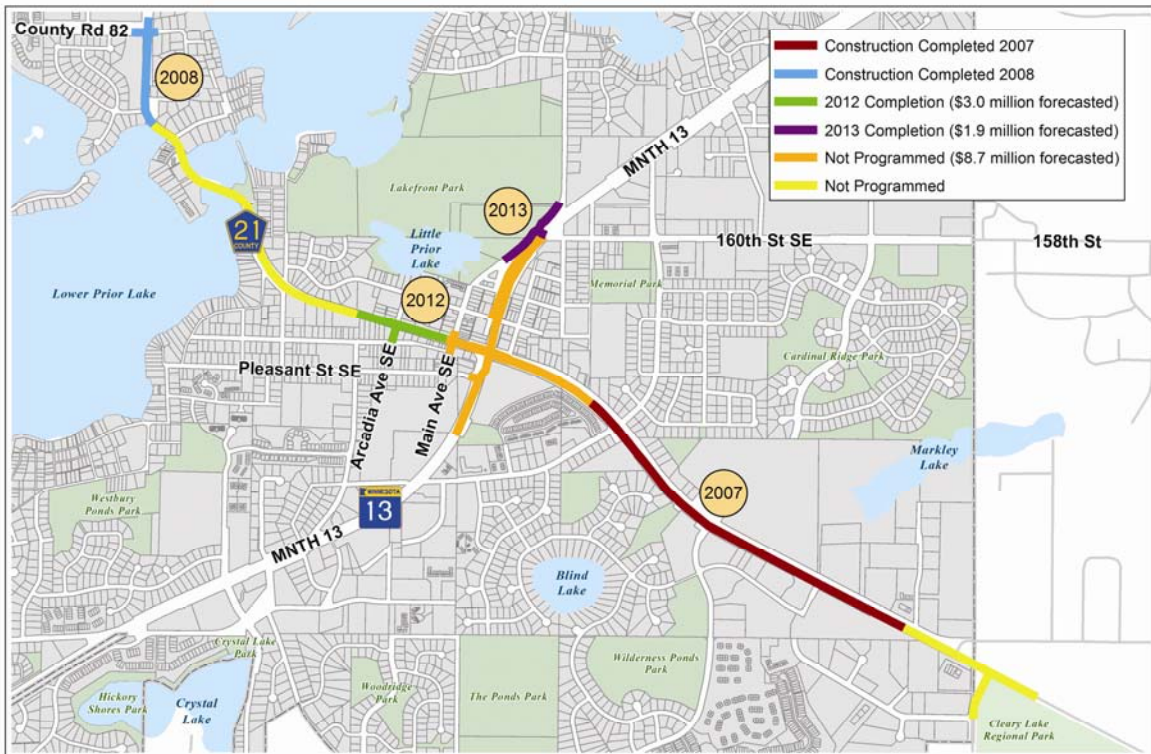 County Rd 82
2008
Construction Completed 2007
Construction Completed 2008
2012 Completion ($3.0 million forecasted)
2013 Completion ($1.9 million forecasted)
Not Programmed ($8.7 million forecasted)
Not Programmed
MNTH 13
Lakefront Park
2013
21
COUNTY
Little
Prior
Lake
160th St SE
158th St
Lower Prior Lake
2012
Memorial Park
Cardinal Ridge Park
Pleasant St SE
Arcadia Ave SE
Main Ave SE
Markley
Lake
Westbury
Ponds Park
MINNESOTA
13
2007
MNTH 13
Blind
Lake
Crystal Lake
Park
Wilderness Ponds
Park
Hickory
Shores Park
Crystal
Lake
Woodridge
Park
The Ponds Park
Cleary Lake
Regional Park